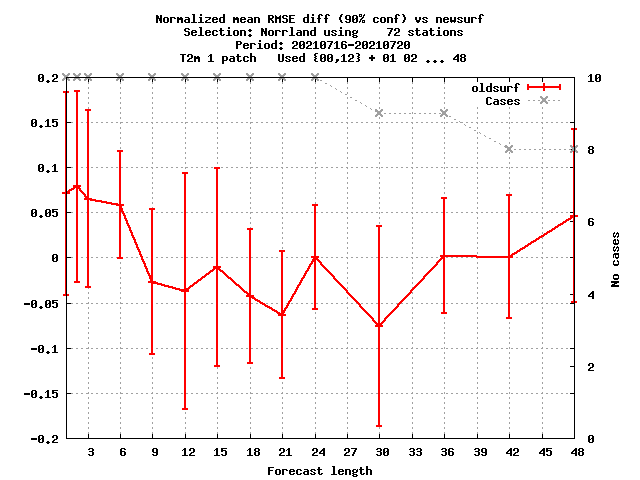 Normalized mean RMSE diff (90% conf) vs newsurf
Selection: Norrland using    72 stations
Period: 20210716-20210720
T2m 1 patch   Used {00,12} + 01 02 ... 48
0.2
0.15
0.1
0.05
0
-0.05
-0.1
-0.15
-0.2
10
8
6
4
2
0
oldsurf
Cases
No cases
3 6 9 12 15 18 21 24 27 30 33 36 39 42 45 48
Forecast length